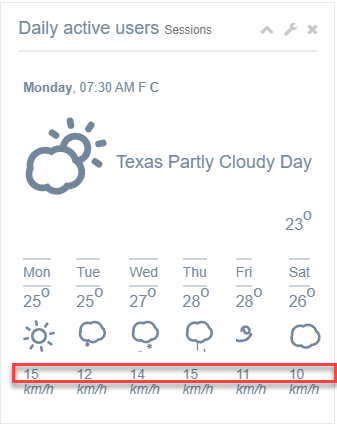 Daily active users Sessions
Monday, 07:30 AM F C
Texas Partly Cloudy Day
23o
Mon Tue Wed Thu Fri Sat
25o 25o 27o 28o 28o 26o
15 12 14 15 11 10
km/h km/h km/h km/h km/h km/h